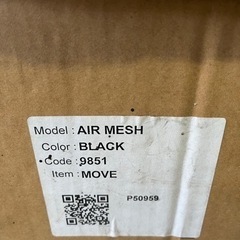 Model : AIR MESH
Color : BLACK
Code : 9851
Item : MOVE
P50959